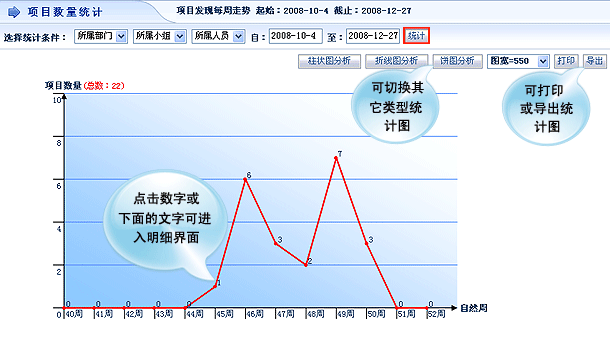 项目数量统计
项目发现每周走势 起始：2008-10-4 截止：2008-12-27
选择统计条件： 所属部门 所属小组 所属人员 自： 2008-10-4 至： 2008-12-27 统计
柱状图分析 折线图分析 饼图分析 图宽=550 打印 导出
项目数量(总数：22)
可切换其
它类型统
计图
可打印
或导出统
计图
10
8
6
4
2
0
点击数字或
下面的文字可进
入明细界面
0 0 0 0 0 1 6 3 2 7 3 0 0
40周 41周 42周 43周 44周 45周 46周 47周 48周 49周 50周 51周 52周
自然周